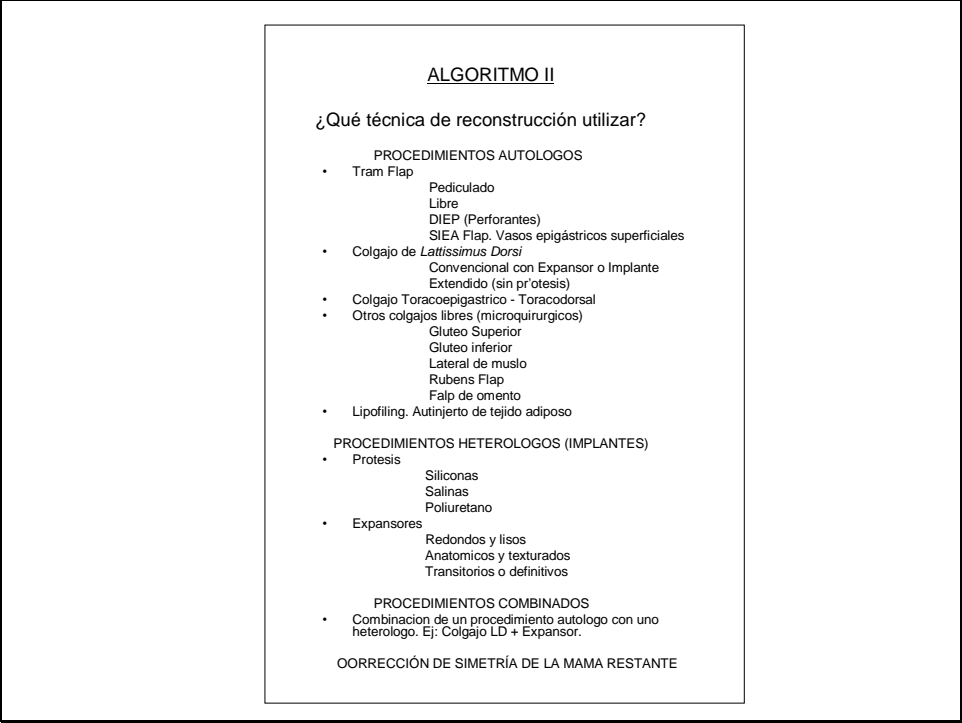 ALGORITMO II
¿Qué técnica de reconstrucción utilizar?
PROCEDIMIENTOS AUTOLOGOS
• Tram Flap
Pediculado
Libre
DIEP (Perforantes)
SIEA Flap. Vasos epigástricos superficiales
• Colgajo de Lattissimus Dorsi
Convencional con Expansor o Implante
Extendido (sin pr'otesis)
• Colgajo Toracoepigastrico - Toracodorsal
• Otros colgajos libres (microquirurgicos)
Gluteo Superior
Gluteo inferior
Lateral de muslo
Rubens Flap
Falp de omento
• Lipofiling. Autinjerto de tejido adiposo
PROCEDIMIENTOS HETEROLOGOS (IMPLANTES)
• Protesis
Siliconas
Salinas
Poliuretano
• Expansores
Redondos y lisos
Anatomicos y texturados
Transitorios o definitivos
PROCEDIMIENTOS COMBINADOS
• Combinacion de un procedimiento autologo con uno
heterologo. Ej: Colgajo LD + Expansor.
OORRECCIÓN DE SIMETRÍA DE LA MAMA RESTANTE